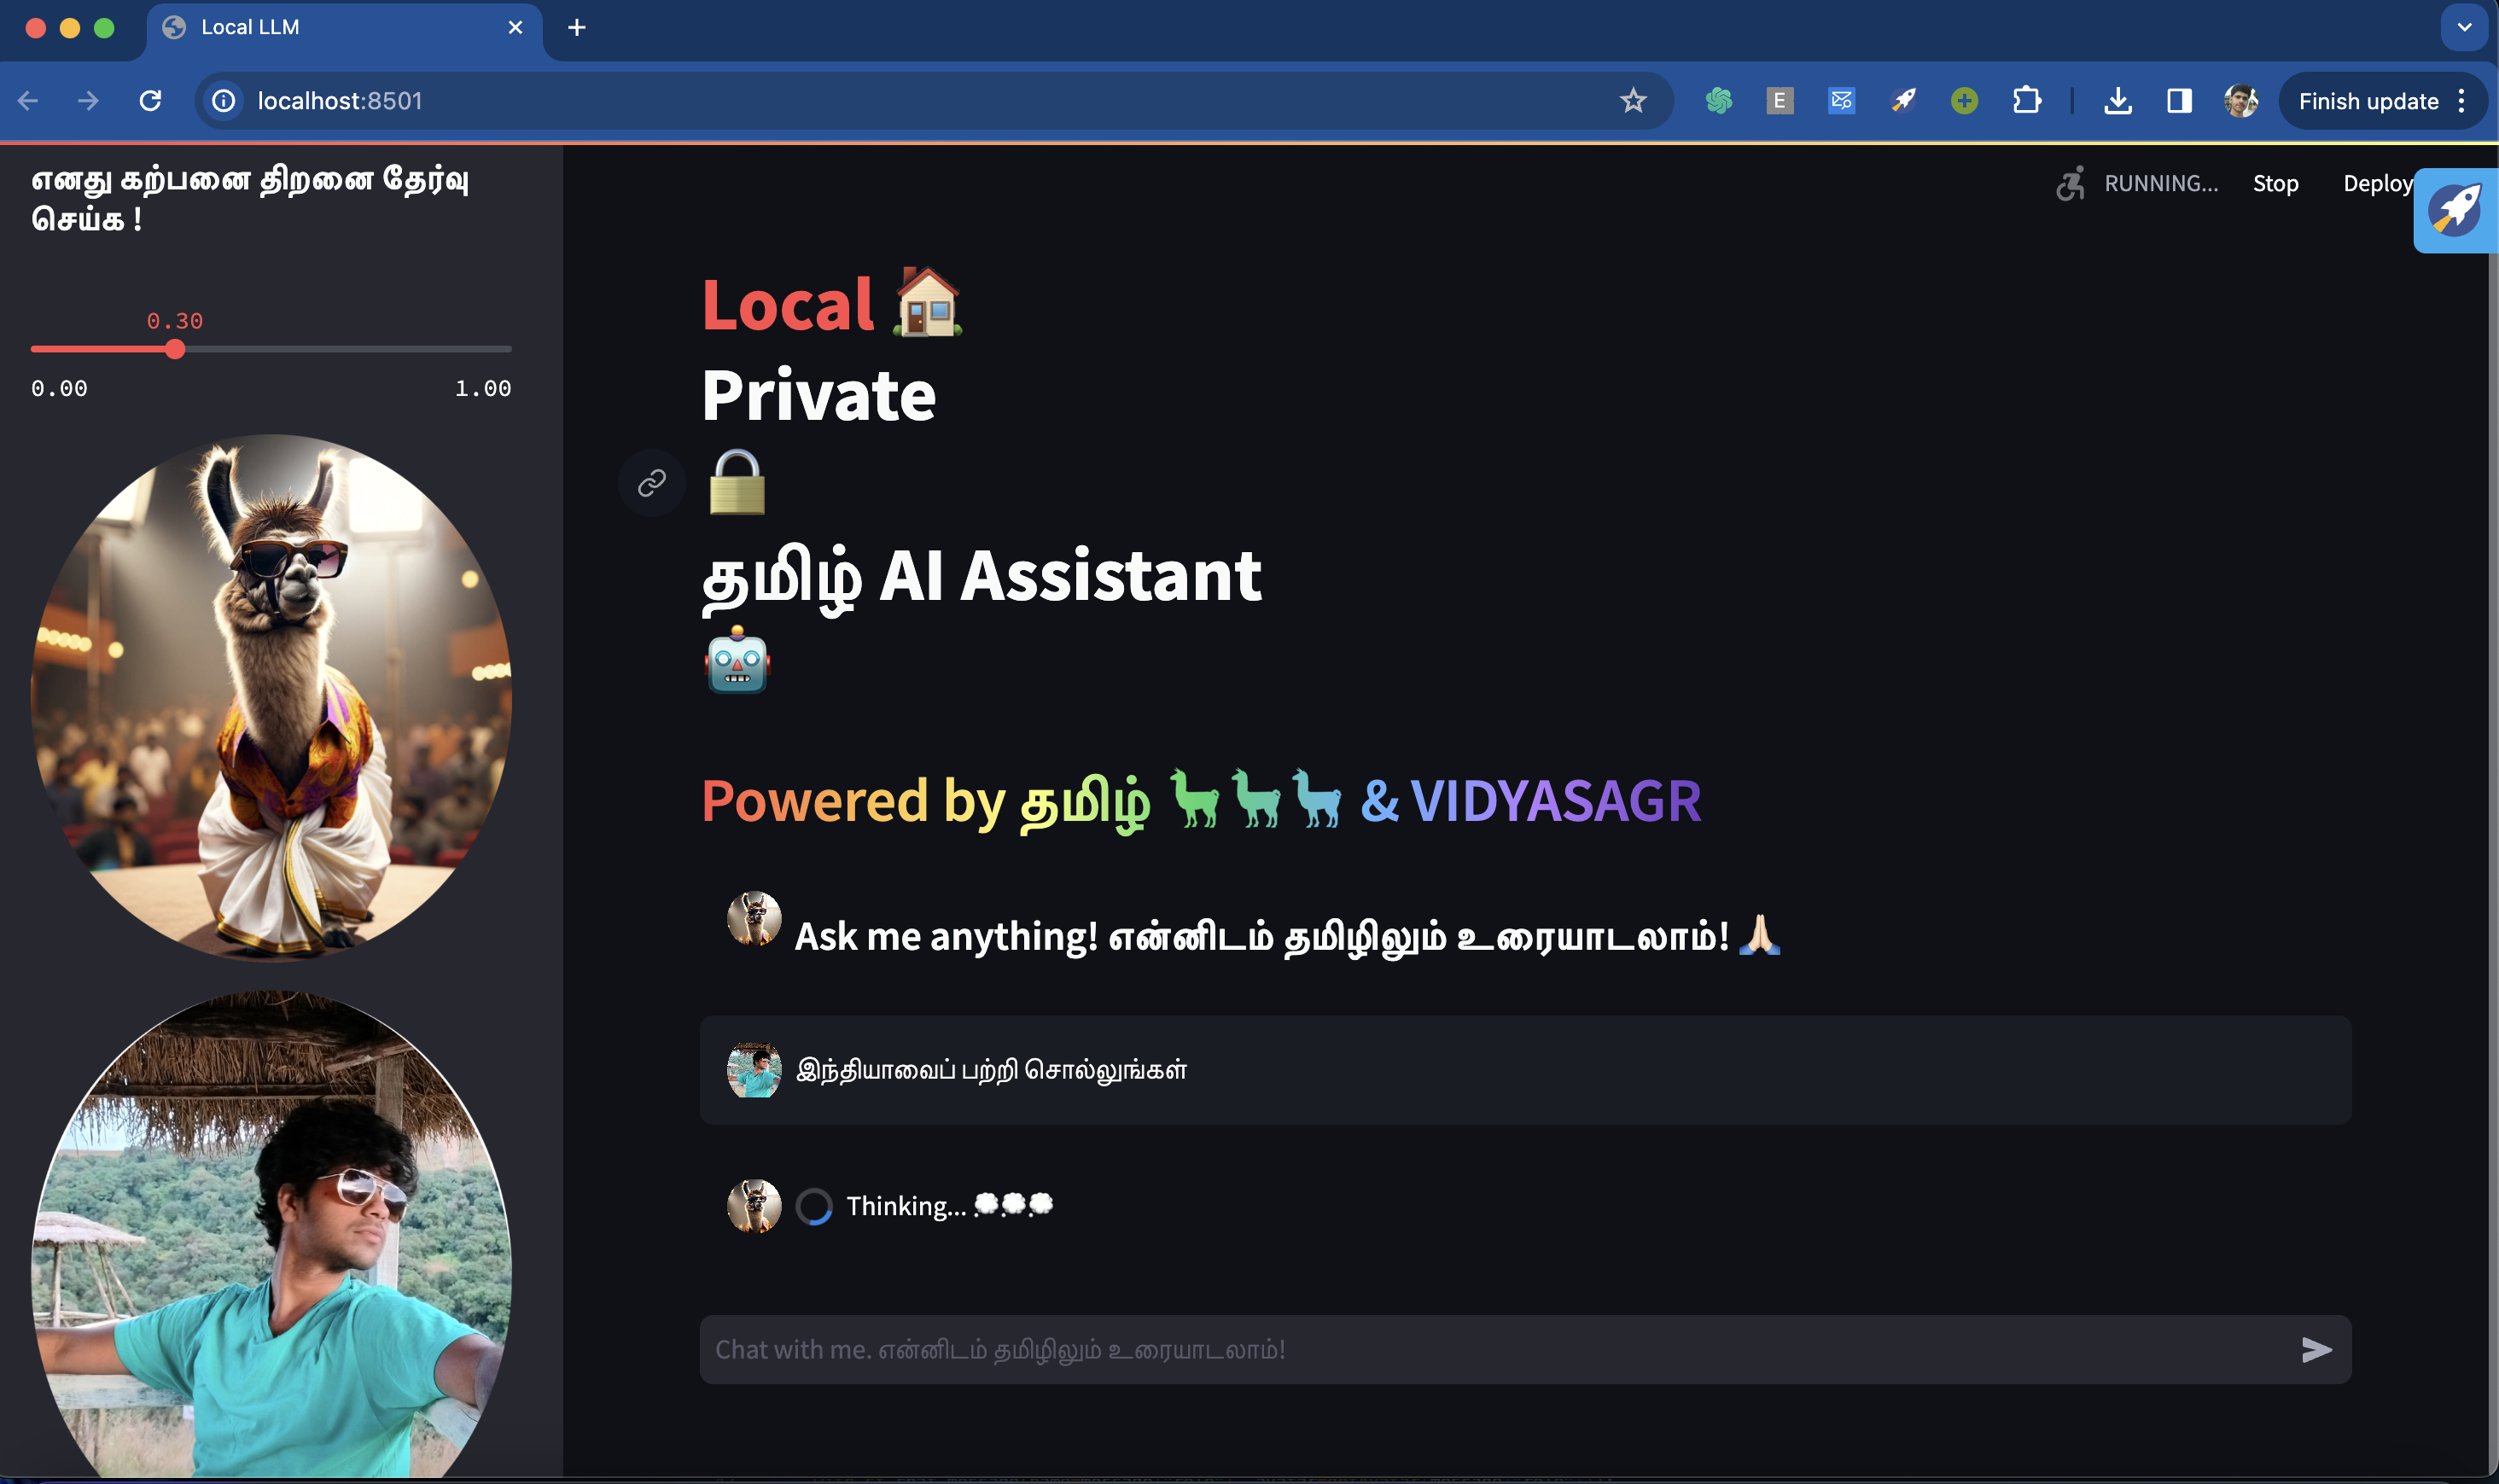 Local LLM
localhost:8501
E
Finish update
எனது கற்பனை திறனை தேர்வு
செய்க !
0.30
0.00 1.00
RUNNING... Stop Deploy
Local 🏠
Private
🔒
தமிழ் AI Assistant
🤖
Powered by தமிழ் 🦙🦙🦙 & VIDYASAGR
Ask me anything! என்னிடம் தமிழிலும் உரையாடலாம்! 🙏🏻
இந்தியாவைப் பற்றி சொல்லுங்கள்
Thinking... 💭💭💭
Chat with me. என்னிடம் தமிழிலும் உரையாடலாம்!